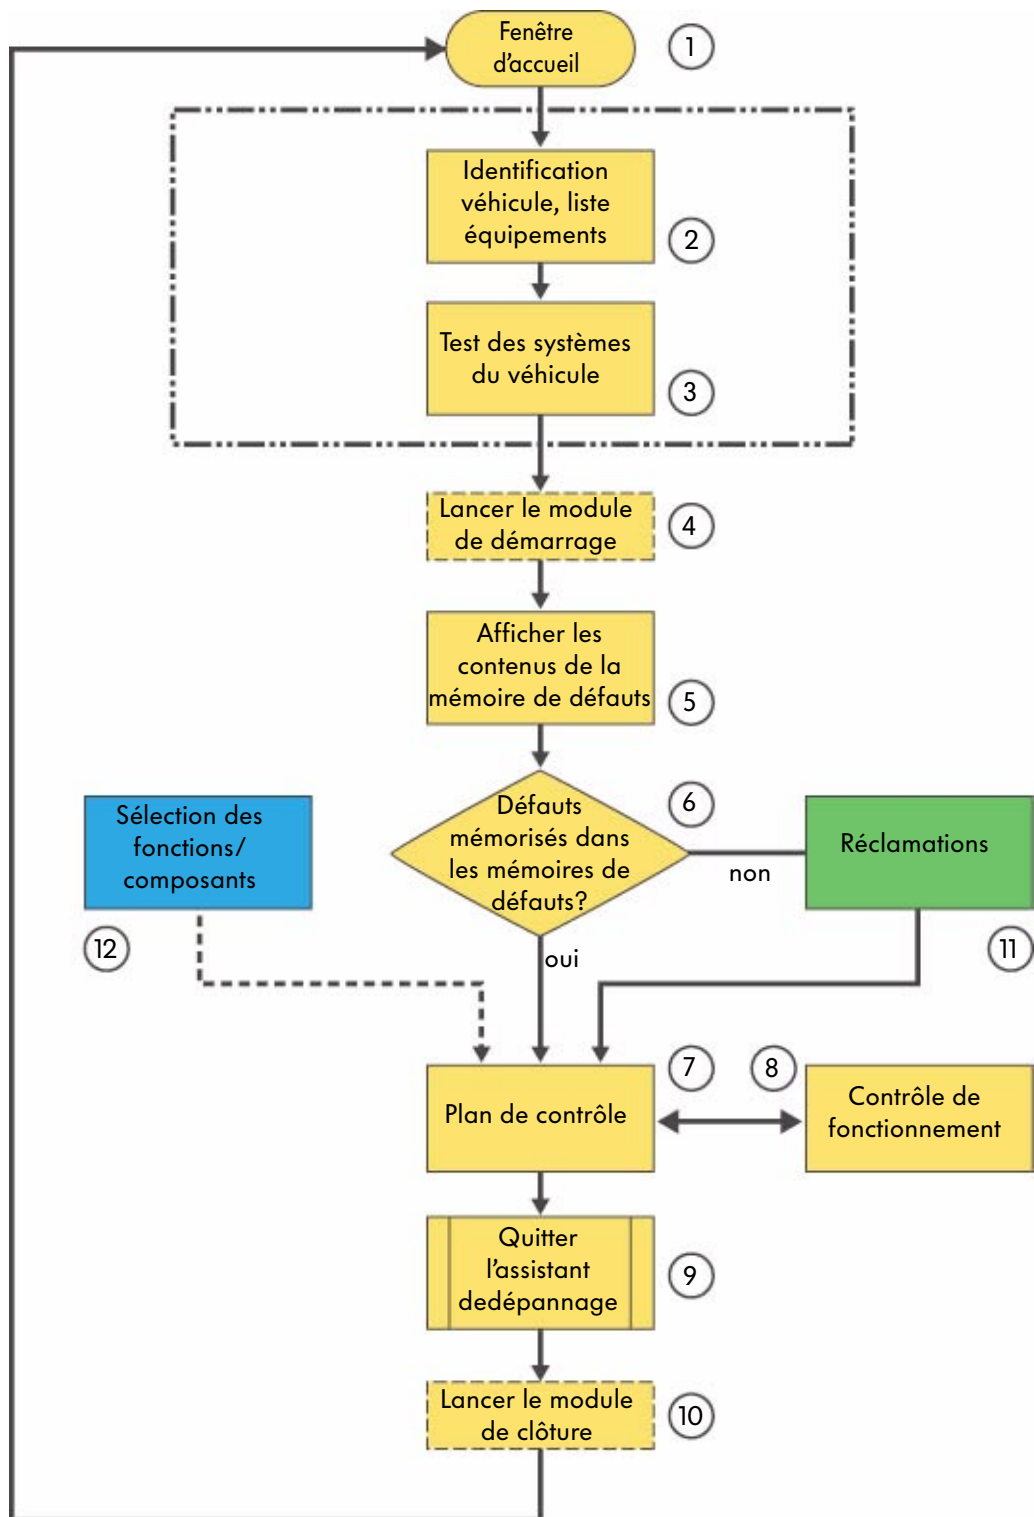 Fenêtre
d'accueil
1
Identification
véhicule, liste
équipements
2
Test des systèmes
du véhicule
3
Lancer le module
de démarrage
4
Afficher les
contenus de la
mémoire de défauts
5
Défauts
mémorisés dans
les mémoires de
défauts?
6
non
oui
Sélection des
fonctions/
composants
12
Réclamations
11
Plan de contrôle
7
8
Contrôle de
fonctionnement
Quitter
l'assistant
dedépannage
9
Lancer le module
de clôture
10